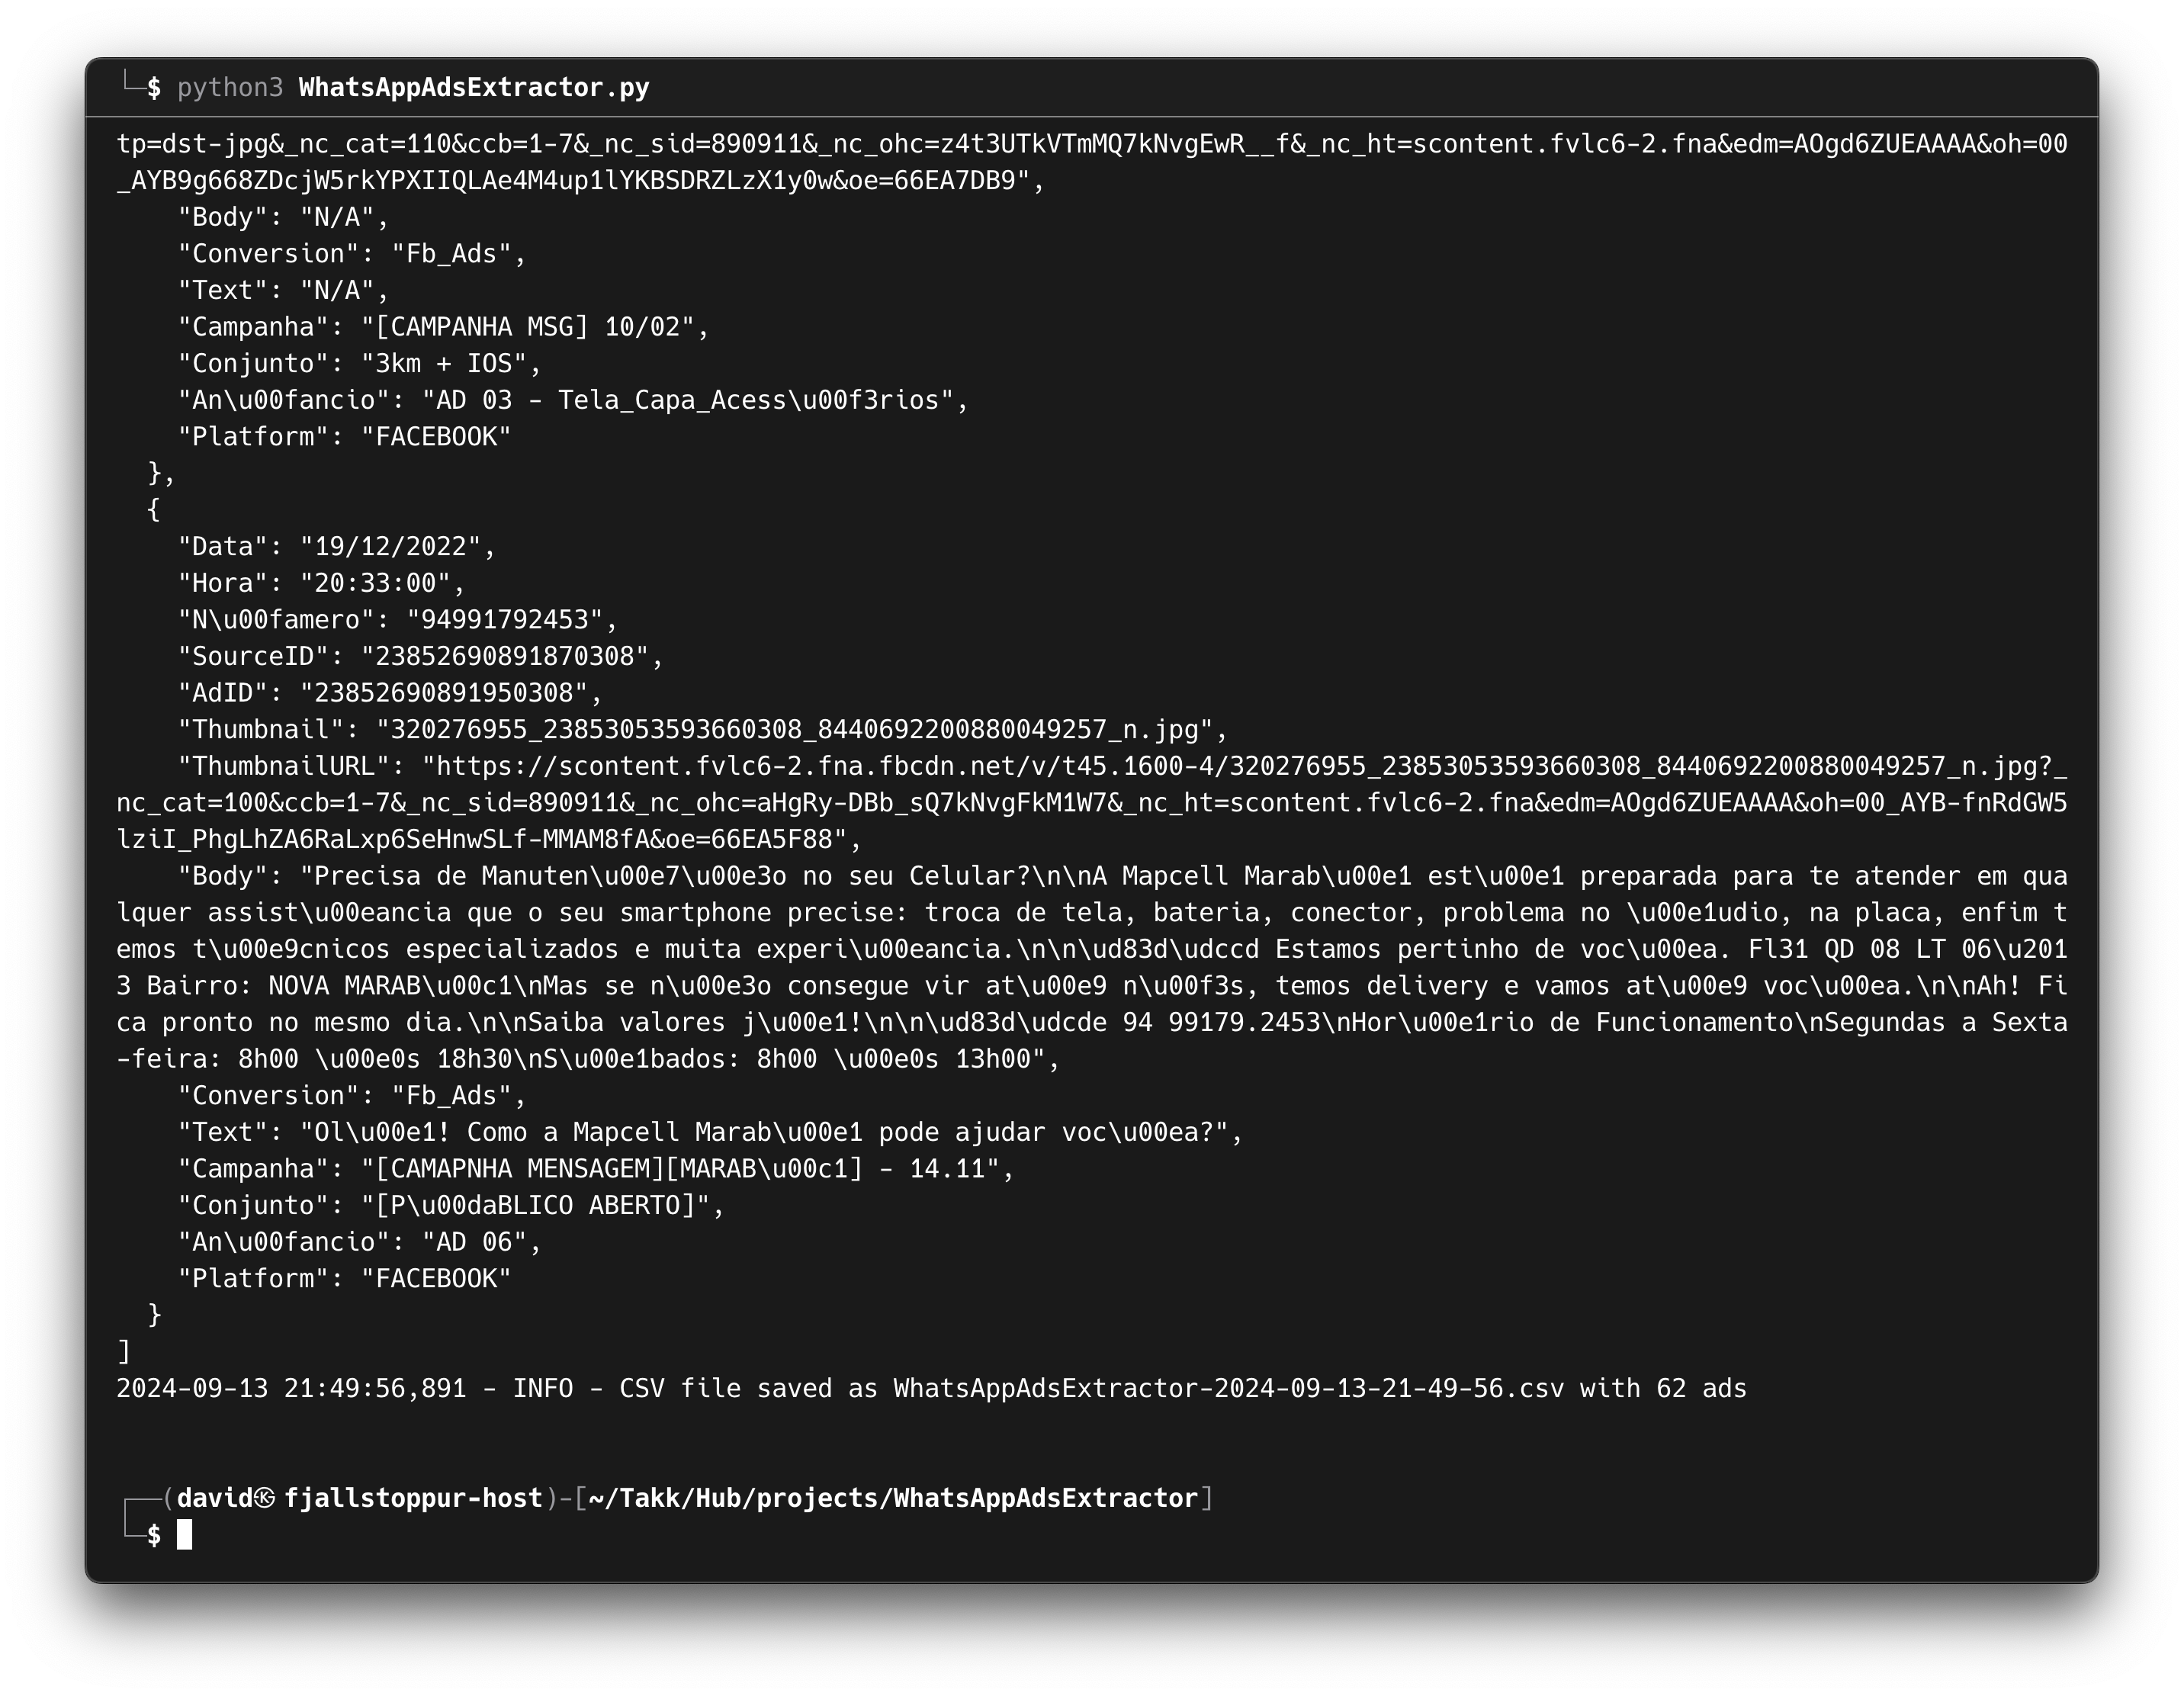 └─$ python3 WhatsAppAdsExtractor.py
tp=dst-jpg&_nc_cat=110&ccb=1-7&_nc_sid=890911&_nc_ohc=z4t3UTkVTmMQ7kNvgEwR__f&_nc_ht=scontent.fvlc6-2.fna&edm=AOgd6ZUEAAAA&oh=00
_AYB9g668ZDcjW5rkYPXIIQLAe4M4up1lYKBSDRZLzX1y0w&oe=66EA7DB9",
    "Body": "N/A",
    "Conversion": "Fb_Ads",
    "Text": "N/A",
    "Campanha": "[CAMPANHA MSG] 10/02",
    "Conjunto": "3km + IOS",
    "An\u00fancio": "AD 03 - Tela_Capa_Acess\u00f3rios",
    "Platform": "FACEBOOK"
  },
  {
    "Data": "19/12/2022",
    "Hora": "20:33:00",
    "N\u00famero": "94991792453",
    "SourceID": "23852690891870308",
    "AdID": "23852690891950308",
    "Thumbnail": "320276955_23853053593660308_8440692200880049257_n.jpg",
    "ThumbnailURL": "https://scontent.fvlc6-2.fna.fbcdn.net/v/t45.1600-4/320276955_23853053593660308_8440692200880049257_n.jpg?_
nc_cat=100&ccb=1-7&_nc_sid=890911&_nc_ohc=aHgRy-DBb_sQ7kNvgFkM1W7&_nc_ht=scontent.fvlc6-2.fna&edm=AOgd6ZUEAAAA&oh=00_AYB-fnRdGW5
lziI_PhgLhZA6RaLxp6SeHnwSLf-MMAM8fA&oe=66EA5F88",
    "Body": "Precisa de Manuten\u00e7\u00e3o no seu Celular?\n\nA Mapcell Marab\u00e1 est\u00e1 preparada para te atender em qua
lquer assist\u00eancia que o seu smartphone precise: troca de tela, bateria, conector, problema no \u00e1udio, na placa, enfim t
emos t\u00e9cnicos especializados e muita experi\u00eancia.\n\n\ud83d\udccd Estamos pertinho de voc\u00ea. Fl31 QD 08 LT 06\u201
3 Bairro: NOVA MARAB\u00c1\nMas se n\u00e3o consegue vir at\u00e9 n\u00f3s, temos delivery e vamos at\u00e9 voc\u00ea.\n\nAh! Fi
ca pronto no mesmo dia.\n\nSaiba valores j\u00e1!\n\n\ud83d\udcde 94 99179.2453\nHor\u00e1rio de Funcionamento\nSegundas a Sexta
-feira: 8h00 \u00e0s 18h30\nS\u00e1bados: 8h00 \u00e0s 13h00",
    "Conversion": "Fb_Ads",
    "Text": "Ol\u00e1! Como a Mapcell Marab\u00e1 pode ajudar voc\u00ea?",
    "Campanha": "[CAMAPNHA MENSAGEM][MARAB\u00c1] - 14.11",
    "Conjunto": "[P\u00daBLICO ABERTO]",
    "An\u00fancio": "AD 06",
    "Platform": "FACEBOOK"
  }
]
2024-09-13 21:49:56,891 - INFO - CSV file saved as WhatsAppAdsExtractor-2024-09-13-21-49-56.csv with 62 ads
┌──(david㉿fjallstoppur-host)-[~/Takk/Hub/projects/WhatsAppAdsExtractor]
└─$